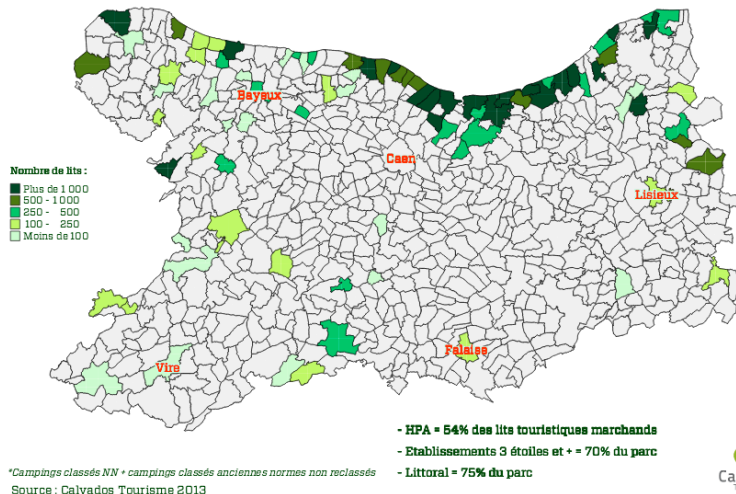 Bayeux
Caen
Lisieux
Nombre de lits :
Plus de 1 000
500 - 1 000
250 - 500
100 - 250
Moins de 100
Falaise
Vire
- HPA = 54% des lits touristiques marchands
- Etablissements 3 étoiles et + = 70% du parc
- Littoral = 75% du parc
*Campings classés NN + campings classés anciennes normes non reclassés
Source : Calvados Tourisme 2013
Ca